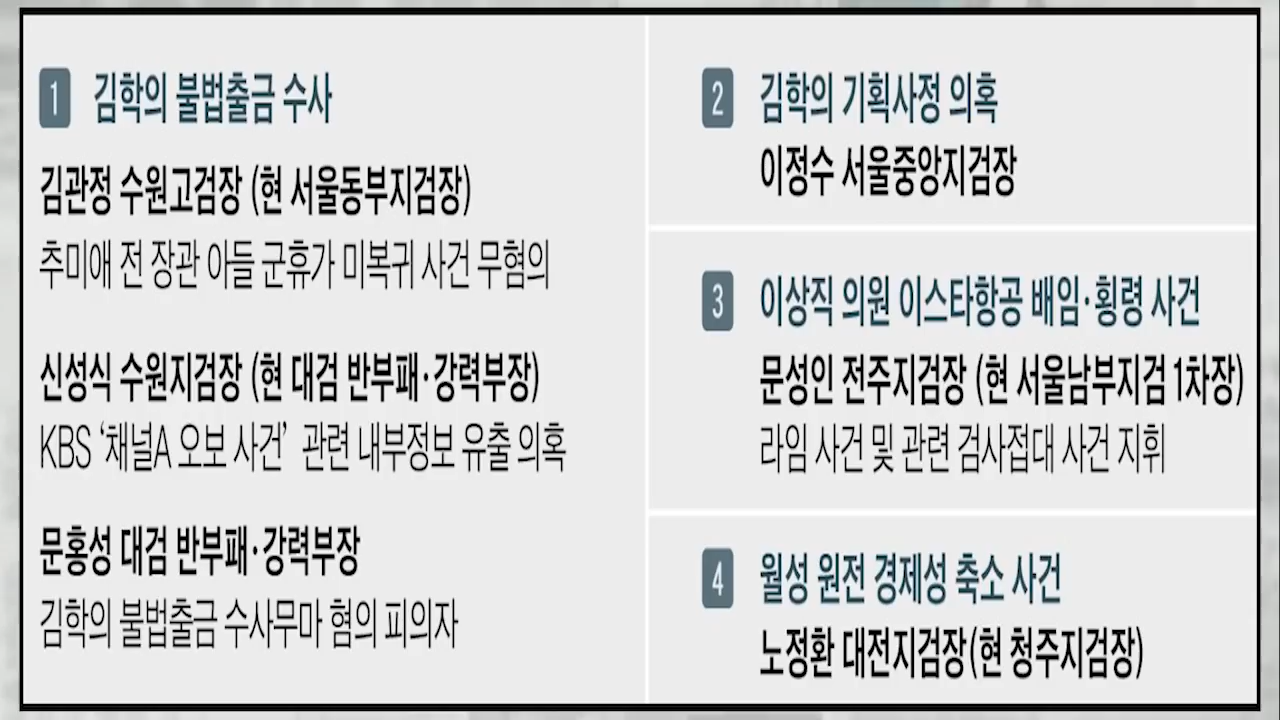 1 김학의 불법출금 수사
김관정 수원고검장 (현 서울동부지검장)
추미애 전 장관 아들 군휴가 미복귀 사건 무혐의
신성식 수원지검장 (현 대검 반부패·강력부장)
KBS ‘채널A 오보 사건’ 관련 내부정보 유출 의혹
문홍성 대검 반부패·강력부장
김학의 불법출금 수사무마 혐의 피의자
2 김학의 기획사정 의혹
이정수 서울중앙지검장
3 이상직 의원 이스타항공 배임·횡령 사건
문성인 전주지검장 (현 서울남부지검 1차장)
라임 사건 및 관련 검사접대 사건 지휘
4 월성 원전 경제성 축소 사건
노정환 대전지검장(현 청주지검장)